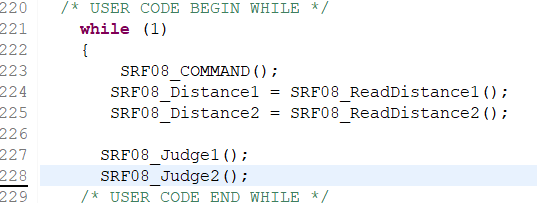 220 /* USER CODE BEGIN WHILE */
221 while (1)
222 {
223 SRF08_COMMAND();
224 SRF08_Distance1 = SRF08_ReadDistance1();
225 SRF08_Distance2 = SRF08_ReadDistance2();
226
227 SRF08_Judge1();
228 SRF08_Judge2();
229 /* USER CODE END WHILE */